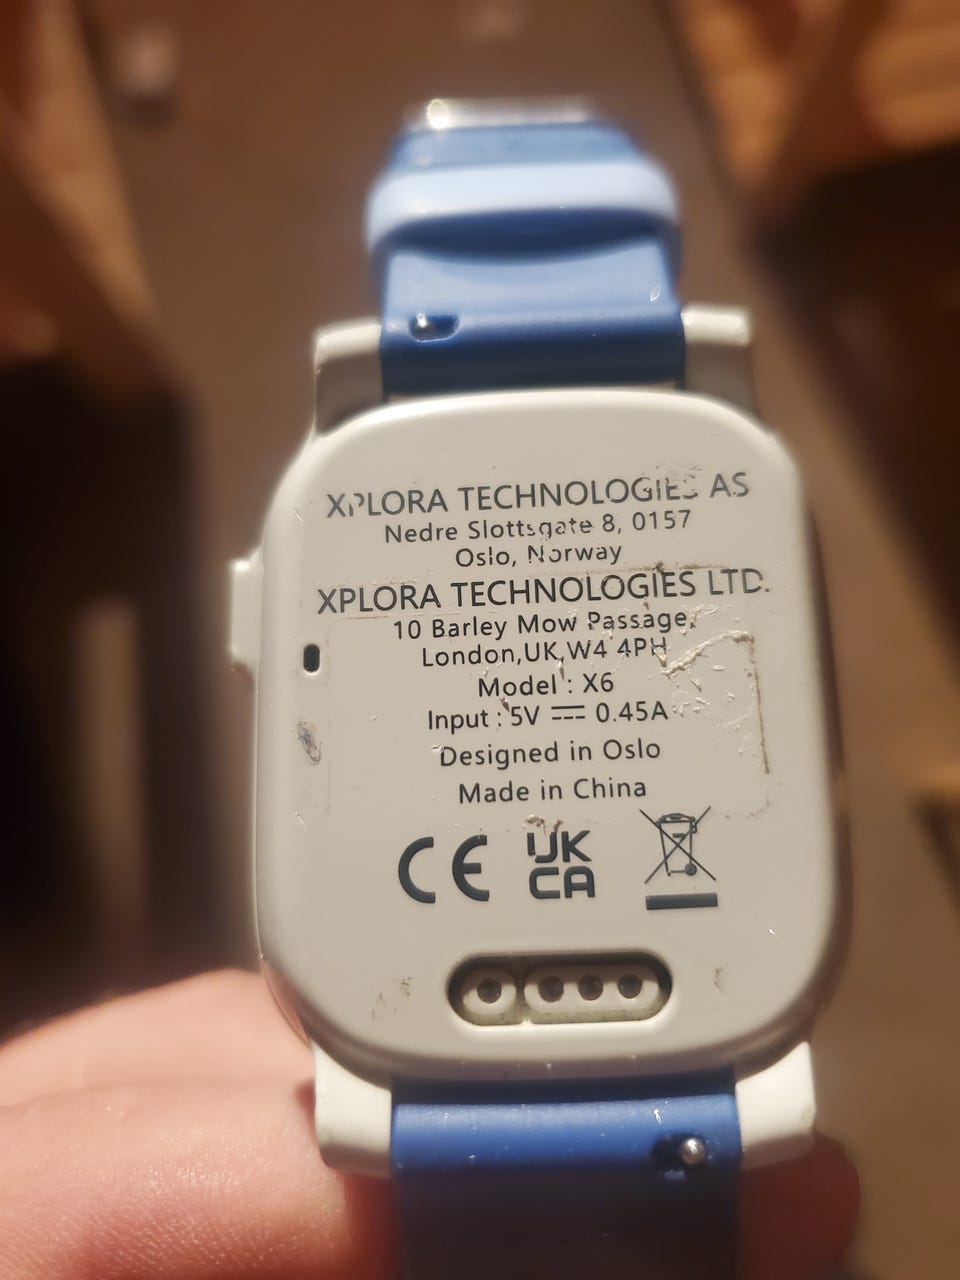 XPLORA TECHNOLOGIES AS
Nedre Slottsgate 8, 0157
Oslo, Norway
XPLORA TECHNOLOGIES LTD.
10 Barley Mow Passage,
London,UK,W4 4PH
Model : X6
Input : 5V ⎓ 0.45A
Designed in Oslo
Made in China
CE UK
CA